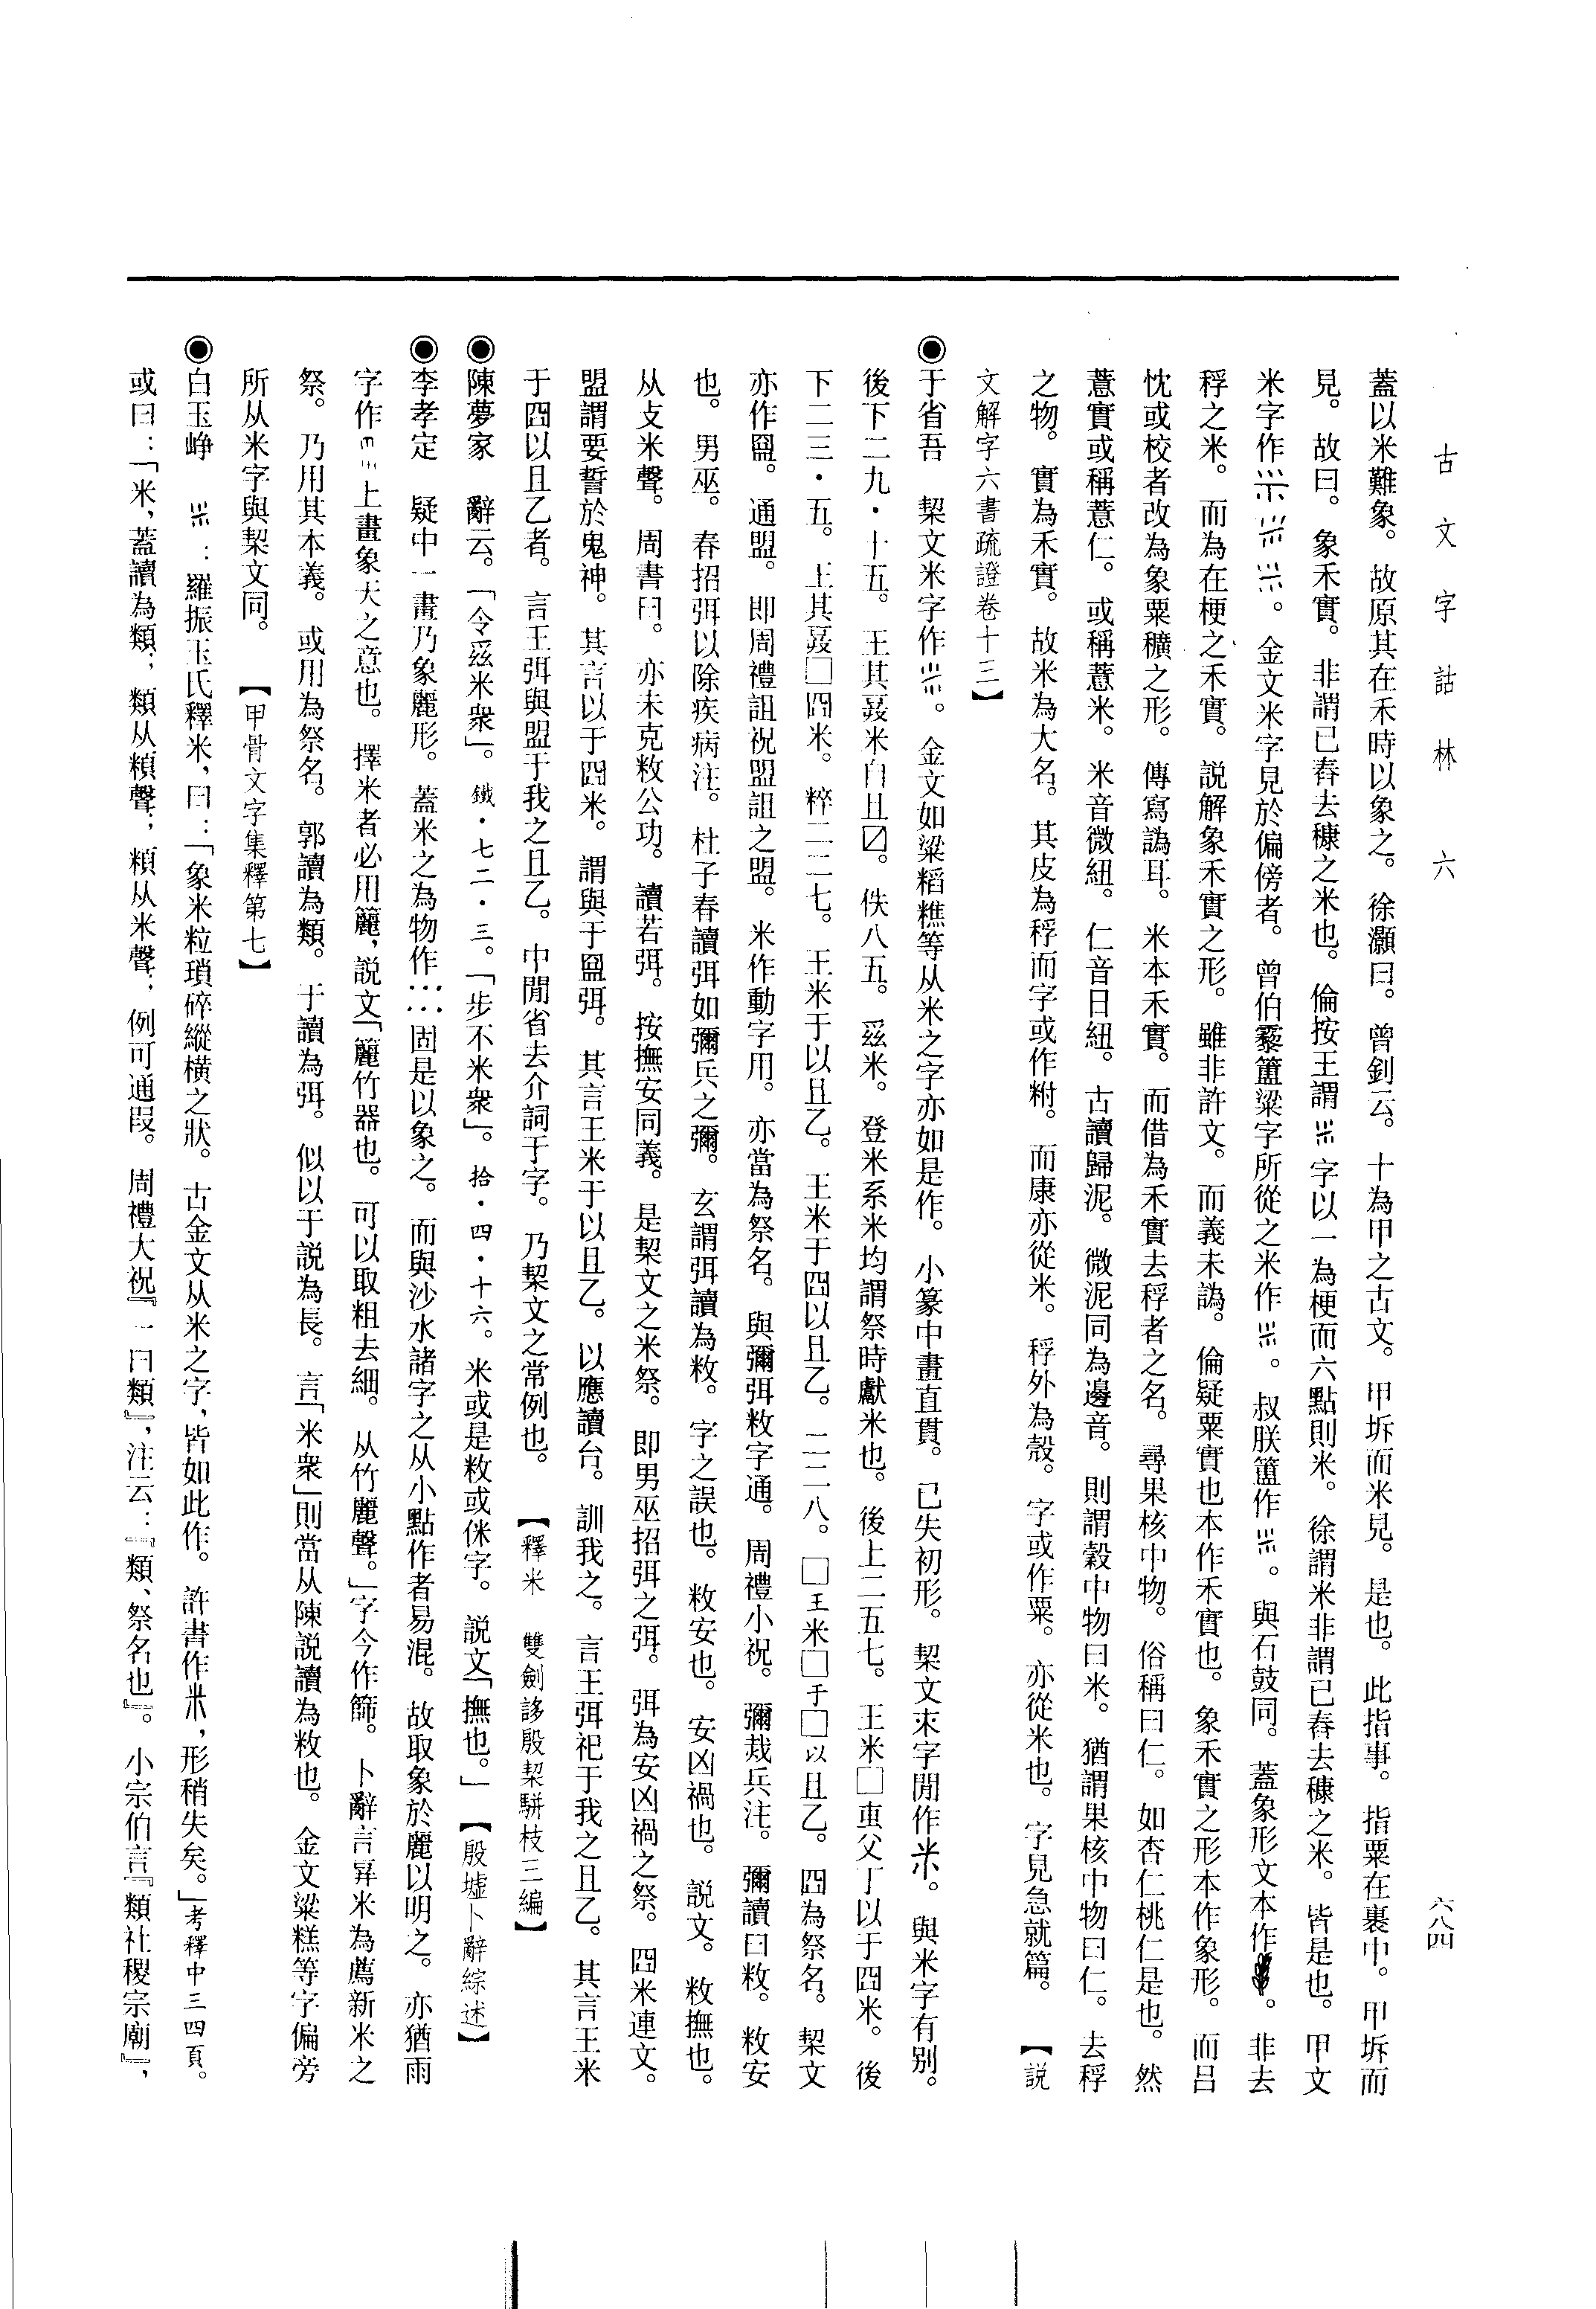 古文字詁林 六
六八四
蓋以米難象。故原其在禾時以象之。徐灝曰。曾釗云。十為甲之古文。甲坼而米見。是也。此指事。指粟在裹中。甲坼而
見。故曰。象禾實。非謂已舂去穅之米也。倫按王謂字以一為梗而六點則米。徐謂米非謂已舂去穅之米。皆是也。甲文
米字作。金文米字見於偏傍者。曾伯藜簠粱字所從之米作。叔朕簠作。與石鼓同。蓋象形文本作。非去
稃之米。而為在梗之禾實。說解象禾實之形。雖非許文。而義未譌。倫疑粟實也本作禾實也。象禾實之形本作象形。而呂
忱或校者改為象粟穬之形。傳寫譌耳。米本禾實。而借為禾實去稃者之名。尋果核中物。俗稱曰仁。如杏仁桃仁是也。然
薏實或稱薏仁。或稱薏米。米音微紐。仁音日紐。古讀歸泥。微泥同為邊音。則謂穀中物曰米。猶謂果核中物曰仁。去稃
之物。實為禾實。故米為大名。其皮為稃而字或作粰。而康亦從米。稃外為殼。字或作粟。亦從米也。字見急就篇。【說
文解字六書疏證卷十三】
◉于省吾 栔文米字作。金文如粱稻糕等从米之字亦如是作。小篆中畫直貫。已失初形。栔文朿字閒作。與米字有别。
後下二九·十五。王其米自且〼。佚八五。茲米。登米系米均謂祭時獻米也。後上二五七。王米□叀父丁以于囧米。後
下二三·五。上其□囧米。粹二二七。王米于以且乙。王米于囧以且乙。二二八。□王米□于□以且乙。囧為祭名。栔文
亦作盟。通盟。即周禮詛祝盟詛之盟。米作動字用。亦當為祭名。與彌弭敉字通。周禮小祝。彌烖兵注。彌讀曰敉。敉安
也。男巫。春招弭以除疾病注。杜子春讀弭如彌兵之彌。玄謂弭讀為敉。字之誤也。敉安也。安凶禍也。說文。敉撫也。
从攴米聲。周書曰。亦未克敉公功。讀若弭。按撫安同義。是栔文之米祭。即男巫招弭之弭。弭為安凶禍之祭。囧米連文。
盟謂要誓於鬼神。其言以于囧米。謂與于盟弭。其言王米于以且乙。以應讀台。訓我之。言王弭祀于我之且乙。其言王米
于囧以且乙者。言王弭與盟于我之且乙。中閒省去介詞于字。乃栔文之常例也。【釋米 雙劍誃殷栔駢枝三編】
◉陳夢家 辭云。「令茲米衆」。鐵·七二·三。「步不米衆」。拾·四·十六。米或是敉或侎字。說文「撫也。」【殷墟卜辭綜述】
◉李孝定 疑中一畫乃象籭形。蓋米之為物作固是以象之。而與沙水諸字之从小點作者易混。故取象於籭以明之。亦猶雨
字作上畫象天之意也。擇米者必用籭，說文「籭竹器也。可以取粗去細。从竹麗聲。」字今作篩。卜辭言米為薦新米之
祭。乃用其本義。或用為祭名。郭讀為類。于讀為弭。似以于說為長。言「米衆」則當从陳說讀為敉也。金文粱糕等字偏旁
所从米字與栔文同。【甲骨文字集釋第七】
◉白玉崢 ：羅振玉氏釋米，曰：「象米粒瑣碎縱橫之狀。古金文从米之字，皆如此作。許書作，形稍失矣。」考釋中三四頁。
或曰：「米，蓋讀為類；類从頪聲；頪从米聲；例可通叚。周禮大祝『一曰類』，注云：『類、祭名也』。小宗伯言『類社稷宗廟』，